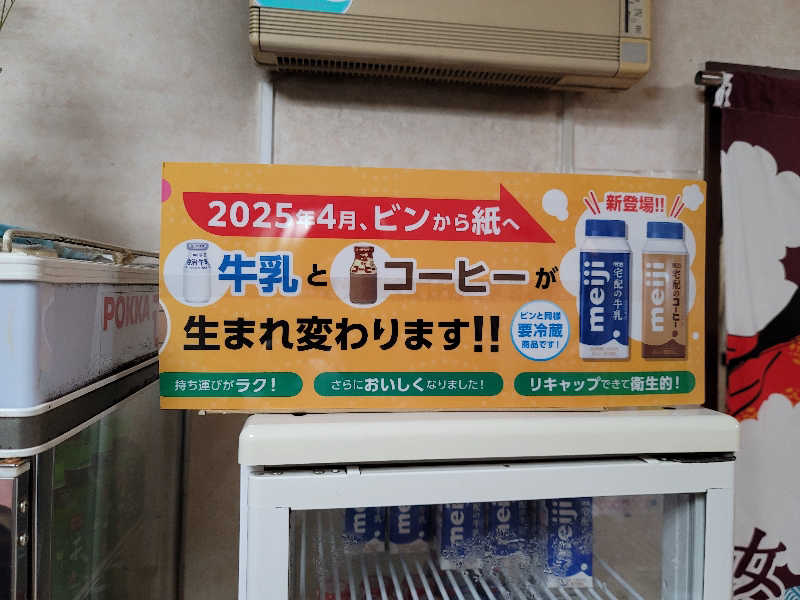 2025年4月、ビンから紙へ
牛乳とコーヒーが
生まれ変わります!!
新登場!!
meiji
宅配の牛乳
meiji
宅配のコーヒー
ビンと同様
要冷蔵
商品です!
持ち運びがラク!
さらにおいしくなりました!
リキャップできて衛生的!
POKKA
meiji
meiji
meiji
女